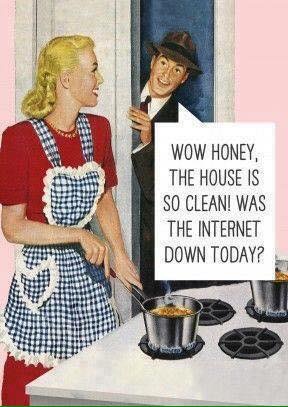 WOW HONEY,
THE HOUSE IS
SO CLEAN! WAS
THE INTERNET
DOWN TODAY?